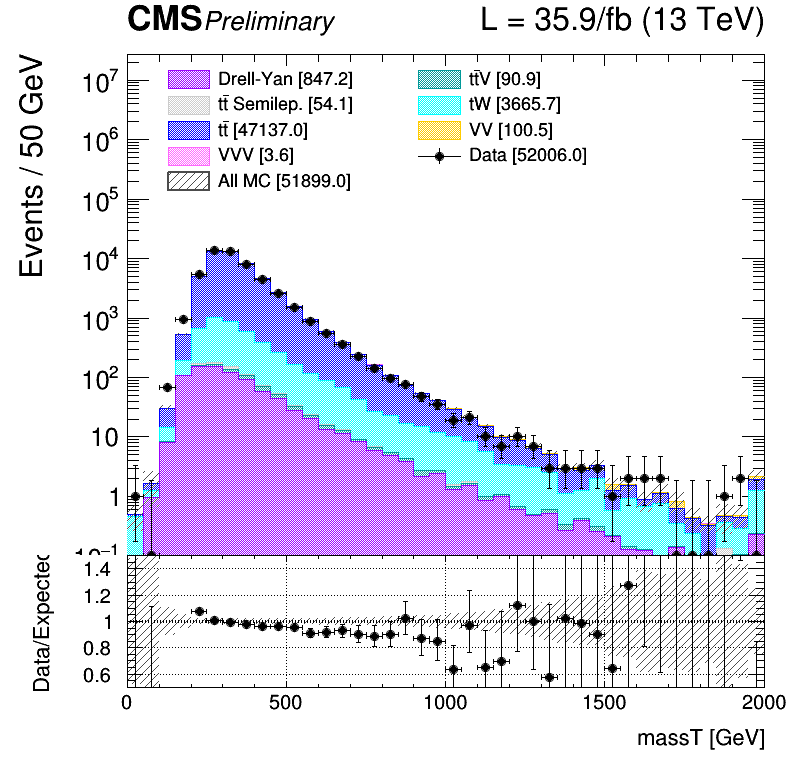 CMS Preliminary L = 35.9/fb (13 TeV)
Events / 50 GeV
Drell-Yan [847.2]
tt̄V [90.9]
tt̄ Semilep. [54.1]
tW [3665.7]
tt̄ [47137.0]
VV [100.5]
VVV [3.6]
Data [52006.0]
All MC [51899.0]
10⁷
10⁶
10⁵
10⁴
10³
10²
10
1
10⁻¹
Data/Expected
1.4
1.2
1
0.8
0.6
0 500 1000 1500 2000
massT [GeV]